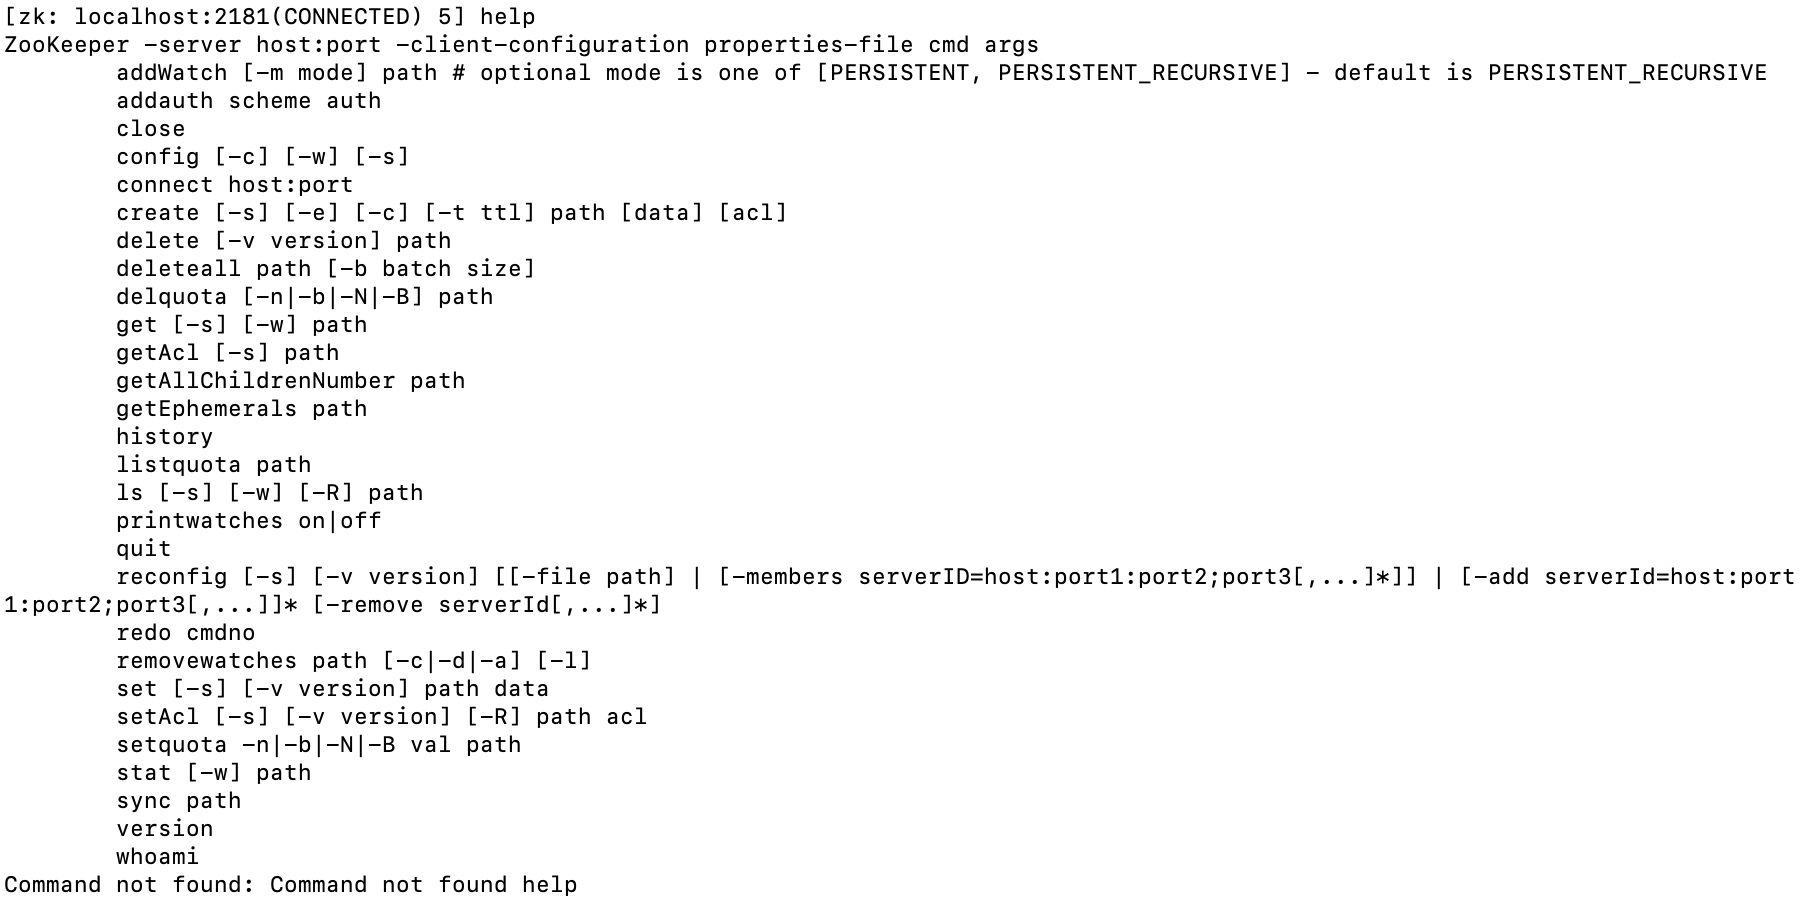 [zk: localhost:2181(CONNECTED) 5] help
ZooKeeper -server host:port -client-configuration properties-file cmd args
addWatch [-m mode] path # optional mode is one of [PERSISTENT, PERSISTENT_RECURSIVE] - default is PERSISTENT_RECURSIVE
addauth scheme auth
close
config [-c] [-w] [-s]
connect host:port
create [-s] [-e] [-c] [-t ttl] path [data] [acl]
delete [-v version] path
deleteall path [-b batch size]
delquota [-n|-b|-N|-B] path
get [-s] [-w] path
getAcl [-s] path
getAllChildrenNumber path
getEphemerals path
history
listquota path
ls [-s] [-w] [-R] path
printwatches on|off
quit
reconfig [-s] [-v version] [[-file path] | [-members serverID=host:port1:port2;port3[,...]*]] | [-add serverId=host:port
1:port2;port3[,...]]* [-remove serverId[,...]*]
redo cmdno
removewatches path [-c|-d|-a] [-l]
set [-s] [-v version] path data
setAcl [-s] [-v version] [-R] path acl
setquota -n|-b|-N|-B val path
stat [-w] path
sync path
version
whoami
Command not found: Command not found help